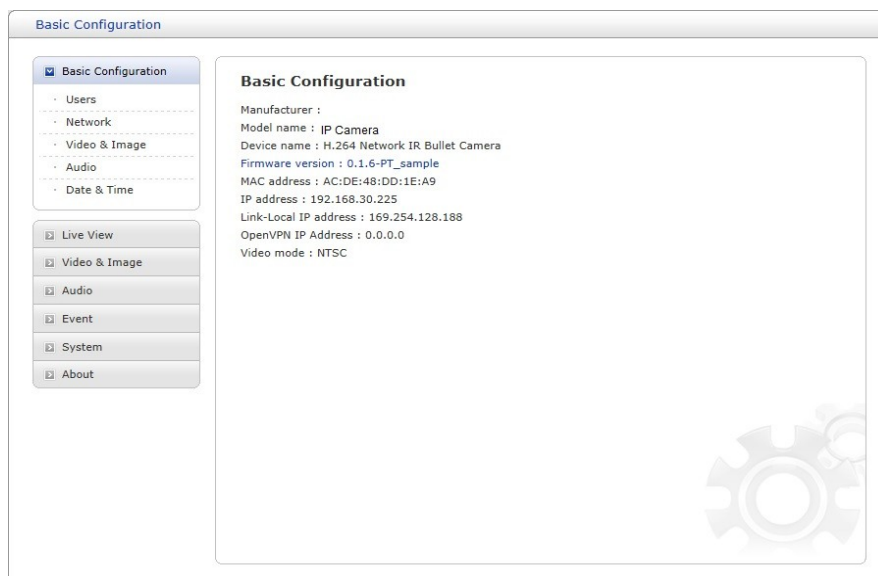 Basic Configuration
Basic Configuration
Users
Network
Video & Image
Audio
Date & Time
Live View
Video & Image
Audio
Event
System
About
Basic Configuration
Manufacturer :
Model name : IP Camera
Device name : H.264 Network IR Bullet Camera
Firmware version : 0.1.6-PT_sample
MAC address : AC:DE:48:DD:1E:A9
IP address : 192.168.30.225
Link-Local IP address : 169.254.128.188
OpenVPN IP Address : 0.0.0.0
Video mode : NTSC